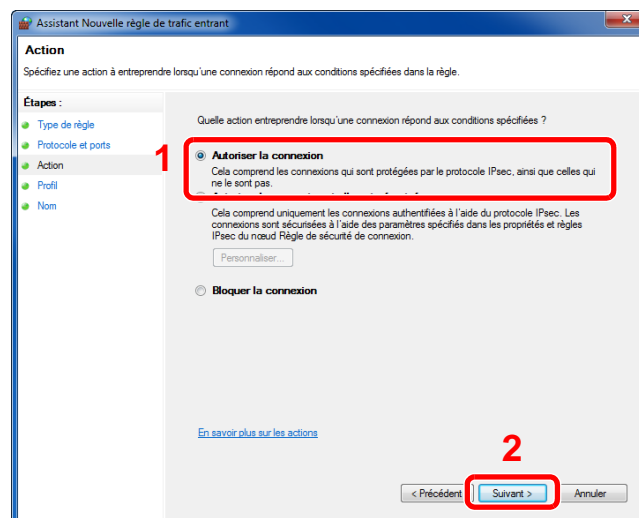 Assistant Nouvelle règle de trafic entrant
Action
Spécifiez une action à entreprendre lorsqu'une connexion répond aux conditions spécifiées dans la règle.
Étapes :
Type de règle
Protocole et ports
Action
Profil
Nom
Quelle action entreprendre lorsqu'une connexion répond aux conditions spécifiées ?
1
Autoriser la connexion
Cela comprend les connexions qui sont protégées par le protocole IPsec, ainsi que celles qui
ne le sont pas.
Cela comprend uniquement les connexions authentifiées à l'aide du protocole IPsec. Les
connexions sont sécurisées à l'aide des paramètres spécifiés dans les propriétés et règles
IPsec du nœud Règle de sécurité de connexion.
Personnaliser...
Bloquer la connexion
En savoir plus sur les actions
2
< Précédent
Suivant >
Annuler